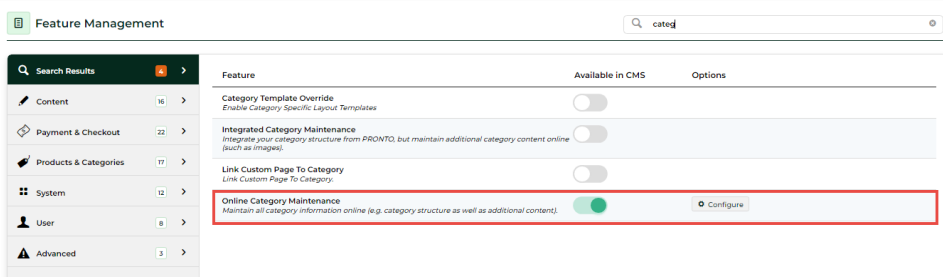 Feature Management
categ
Search Results 4
Content 16
Payment & Checkout 22
Products & Categories 17
System 12
User 8
Advanced 3
Feature Available in CMS Options
Category Template Override
Enable Category Specific Layout Templates
Integrated Category Maintenance
Integrate your category structure from PRONTO, but maintain additional category content online
(such as images).
Link Custom Page To Category
Link Custom Page To Category.
Online Category Maintenance
Maintain all category information online (e.g. category structure as well as additional content).
Configure